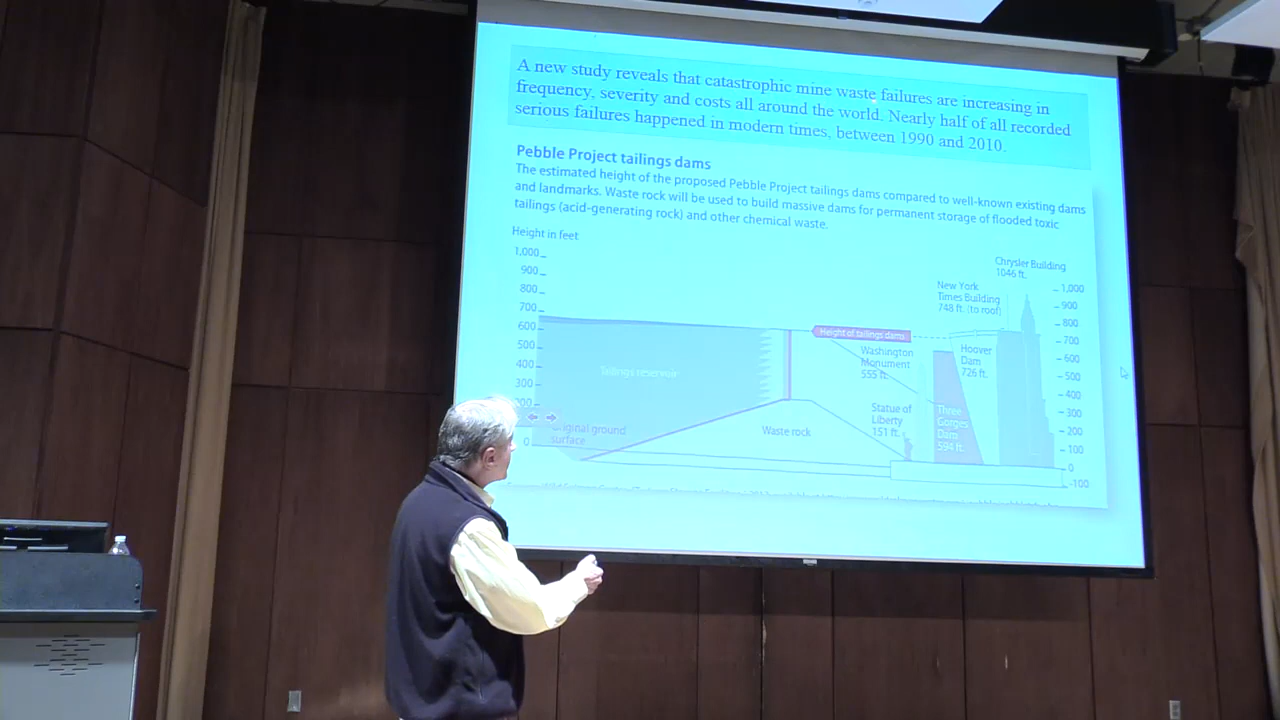 A new study reveals that catastrophic mine waste failures are increasing in
frequency, severity and costs all around the world. Nearly half of all recorded
serious failures happened in modern times, between 1990 and 2010.
Pebble Project tailings dams
The estimated height of the proposed Pebble Project tailings dams compared to well-known existing dams
and landmarks. Waste rock will be used to build massive dams for permanent storage of flooded toxic
tailings (acid-generating rock) and other chemical waste.
Height in feet
1,000
900
800
700
600
500
400
300
200
0
Tailings reservoir
Original ground
surface
Waste rock
Height of tailings dams
Washington
Monument
555 ft.
Statue of
Liberty
151 ft.
Three
Gorges
Dam
594 ft.
New York
Times Building
748 ft. (to roof)
Hoover
Dam
726 ft.
Chrysler Building
1046 ft.
1,000
900
800
700
600
500
400
300
200
100
0
-100